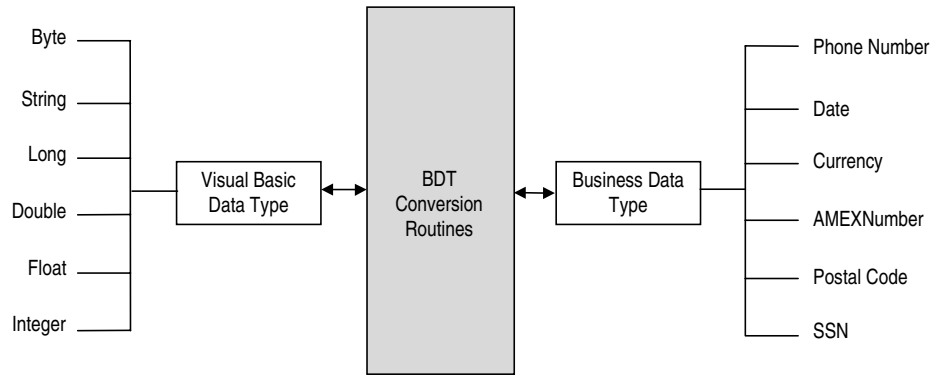 Byte
String
Long
Double
Float
Integer
Visual Basic
Data Type
BDT
Conversion
Routines
Business Data
Type
Phone Number
Date
Currency
AMEXNumber
Postal Code
SSN